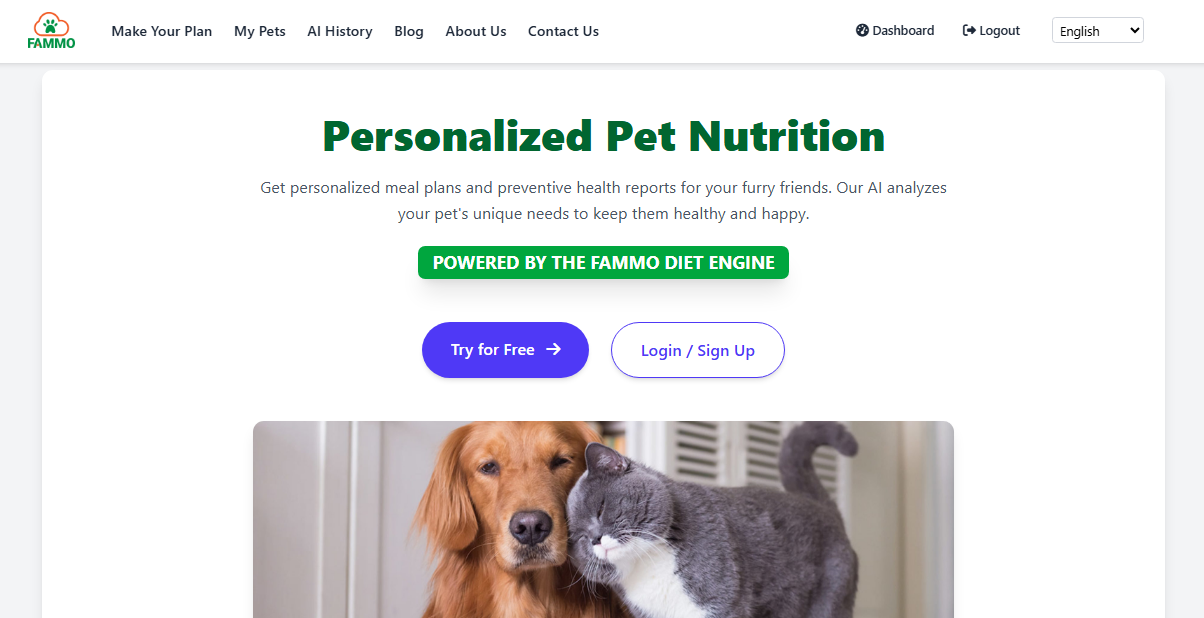 FAMMO
Make Your Plan
My Pets
AI History
Blog
About Us
Contact Us
Dashboard
Logout
English
Personalized Pet Nutrition
Get personalized meal plans and preventive health reports for your furry friends. Our AI analyzes
your pet's unique needs to keep them healthy and happy.
POWERED BY THE FAMMO DIET ENGINE
Try for Free
Login / Sign Up